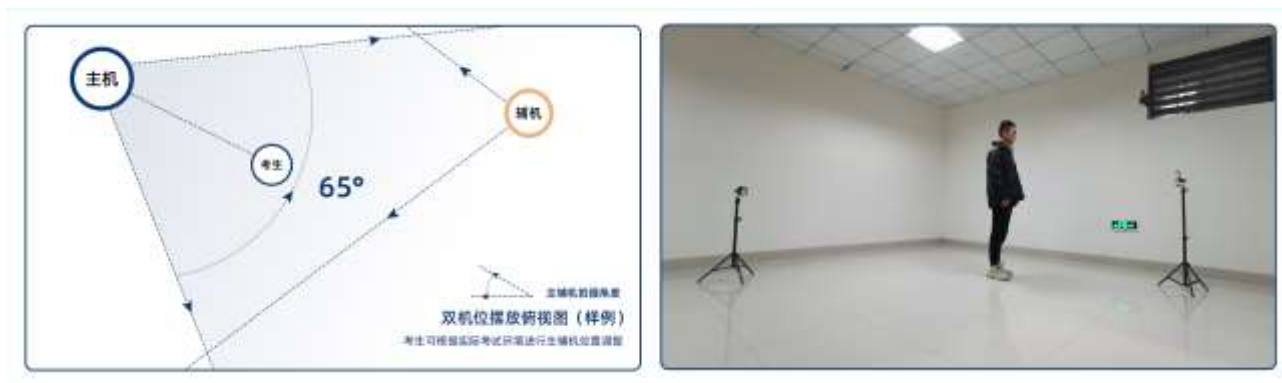 主机
辅机
考生
65°
主辅机拍摄角度
双机位摆放俯视图（样例）
考生可根据实际考试环境进行主辅机位置调整